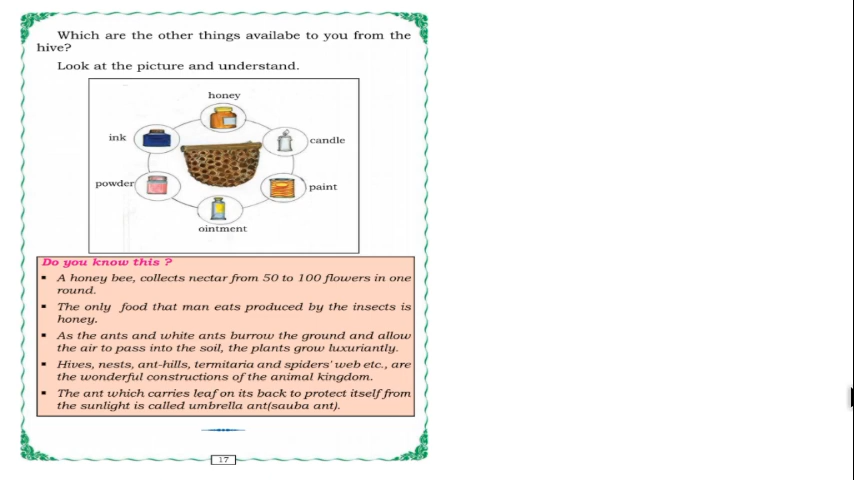 Which are the other things availabe to you from the
hive?
Look at the picture and understand.
honey
ink
candle
powder
paint
ointment
Do you know this ?
▪ A honey bee, collects nectar from 50 to 100 flowers in one
round.
▪ The only food that man eats produced by the insects is
honey.
▪ As the ants and white ants burrow the ground and allow
the air to pass into the soil, the plants grow luxuriantly.
▪ Hives, nests, ant-hills, termitaria and spiders' web etc., are
the wonderful constructions of the animal kingdom.
▪ The ant which carries leaf on its back to protect itself from
the sunlight is called umbrella ant(sauba ant).
17